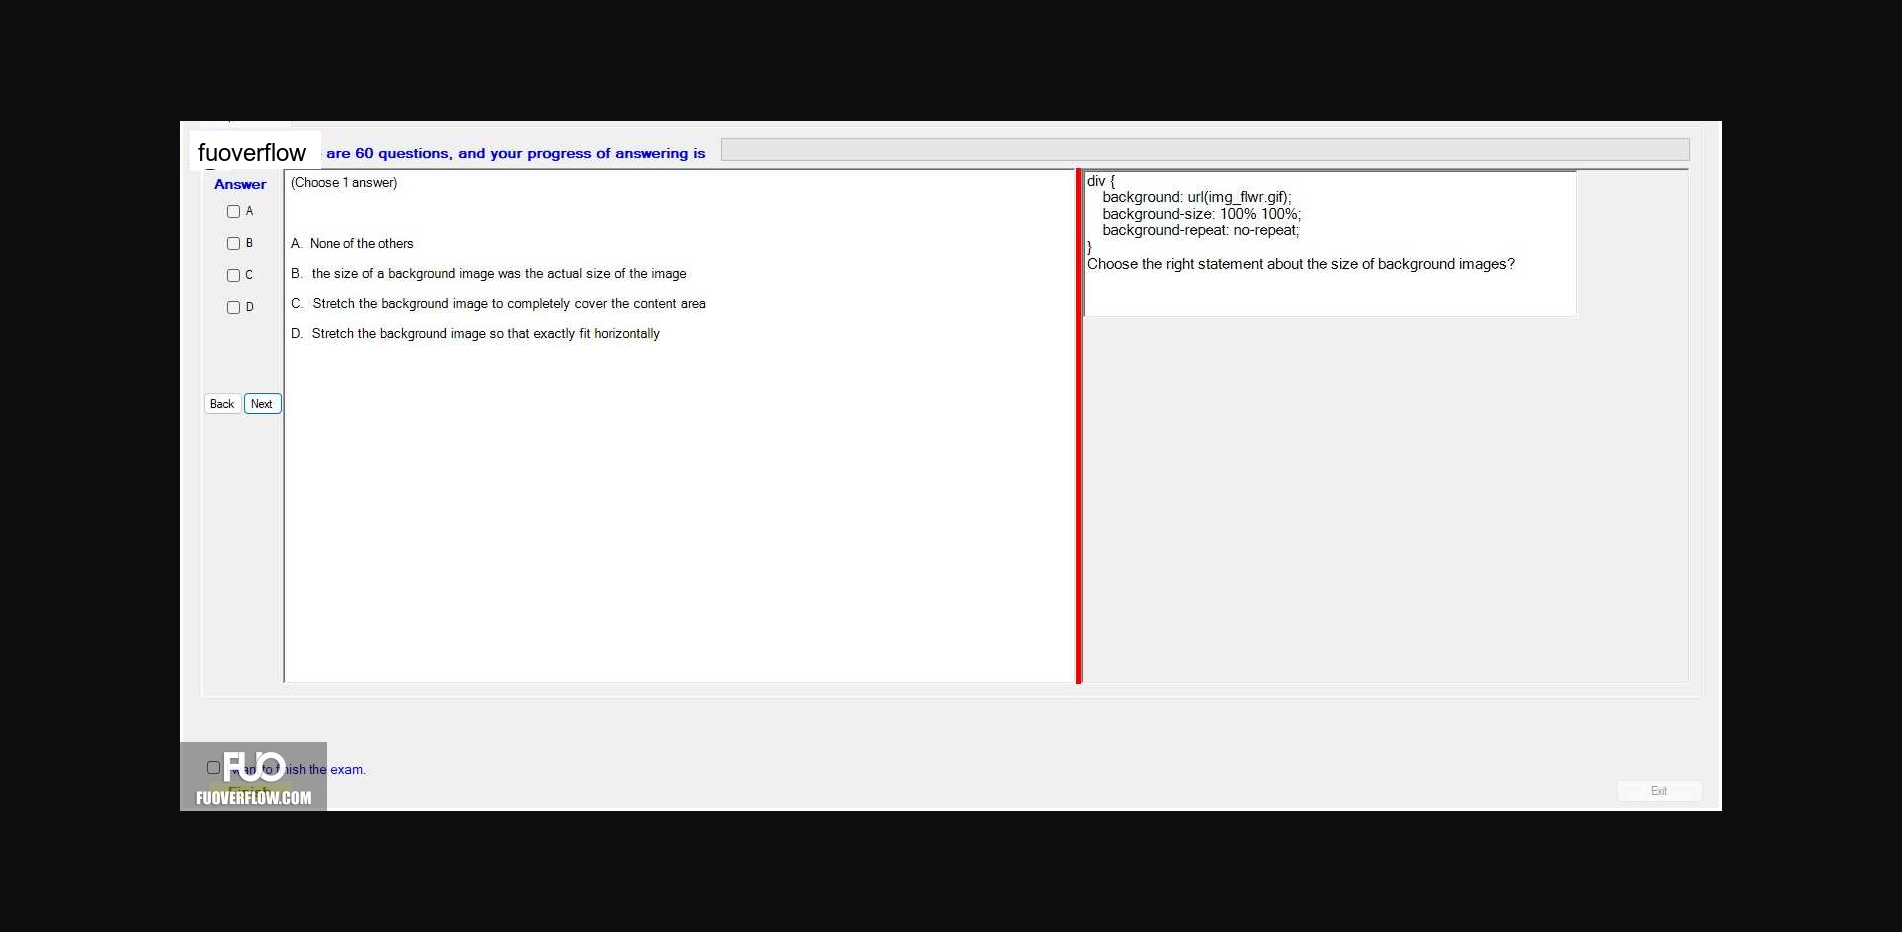 fuoverflow are 60 questions, and your progress of answering is
Answer
A
B
C
D
Back Next
(Choose 1 answer)
A. None of the others
B. the size of a background image was the actual size of the image
C. Stretch the background image to completely cover the content area
D. Stretch the background image so that exactly fit horizontally
div {
background: url(img_flwr.gif);
background-size: 100% 100%;
background-repeat: no-repeat;
}
Choose the right statement about the size of background images?
FUO
want to finish the exam.
Finish
FUOVERFLOW.COM
Exit